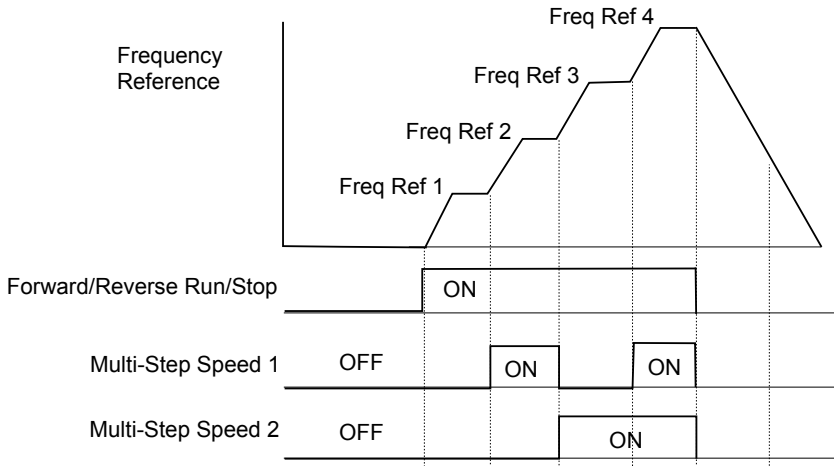 Freq Ref 4
Frequency
Reference
Freq Ref 3
Freq Ref 2
Freq Ref 1
Forward/Reverse Run/Stop
ON
Multi-Step Speed 1
OFF
ON
ON
Multi-Step Speed 2
OFF
ON